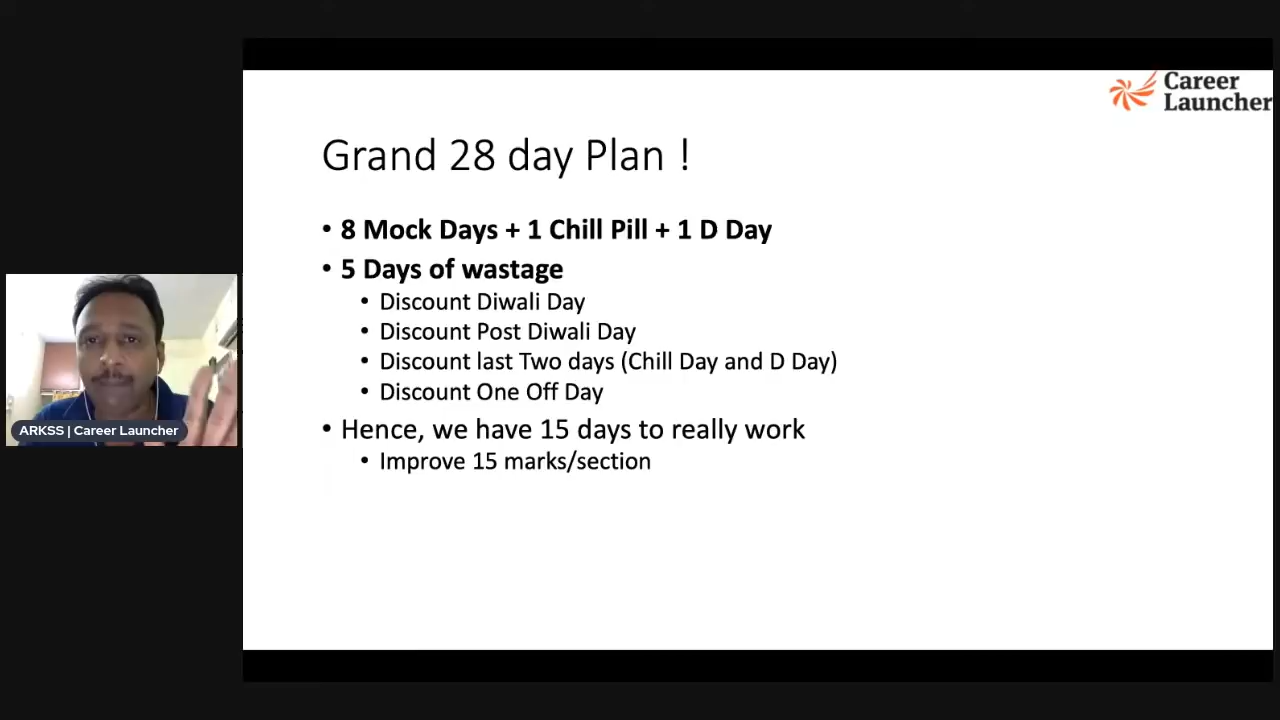 Career
Launcher
Grand 28 day Plan !
• 8 Mock Days + 1 Chill Pill + 1 D Day
• 5 Days of wastage
• Discount Diwali Day
• Discount Post Diwali Day
• Discount last Two days (Chill Day and D Day)
• Discount One Off Day
• Hence, we have 15 days to really work
• Improve 15 marks/section
ARKSS | Career Launcher